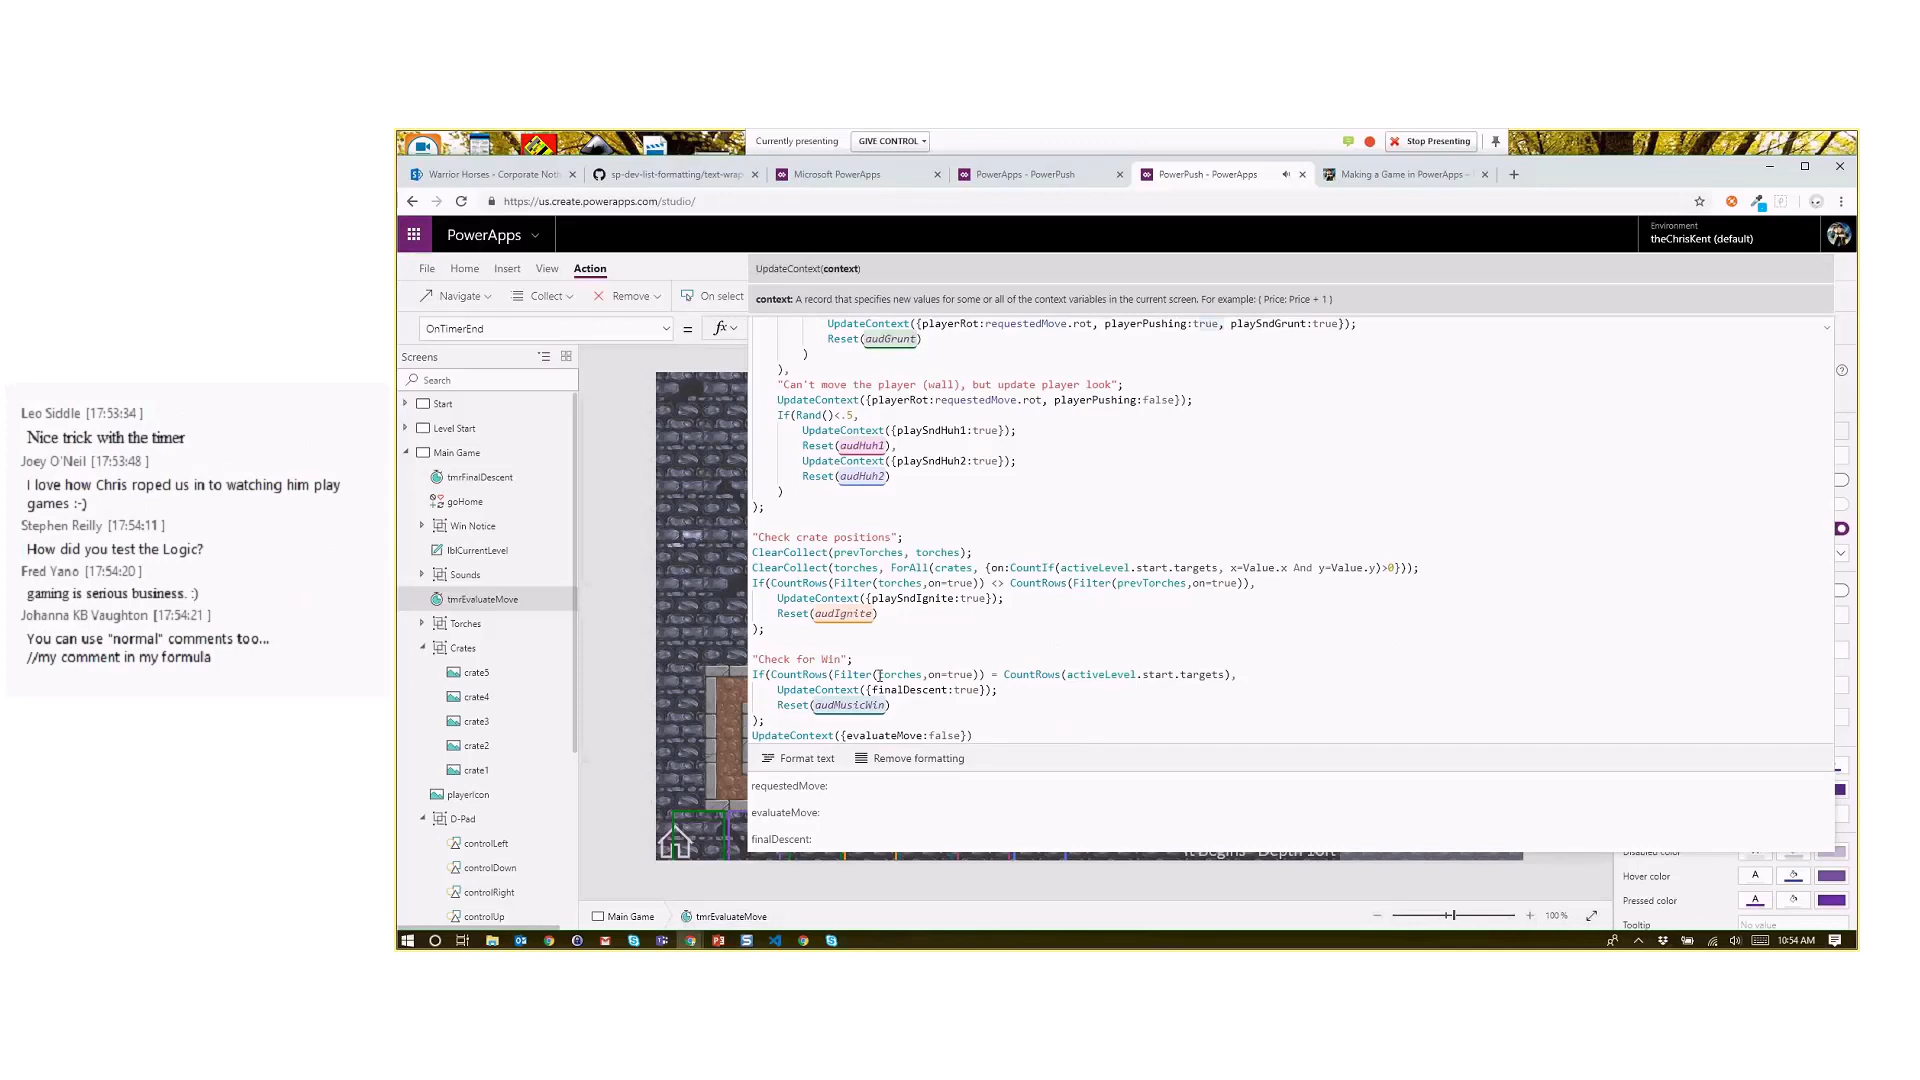 Currently presenting
GIVE CONTROL
Stop Presenting
Warrior Horses - Corporate Noti
sp-dev-list-formatting/text-wrap
Microsoft PowerApps
PowerApps - PowerPush
PowerPush - PowerApps
Making a Game in PowerApps –
https://us.create.powerapps.com/studio/
PowerApps
Environment
theChrisKent (default)
File
Home
Insert
View
Action
UpdateContext(context)
Navigate
Collect
Remove
On select
context: A record that specifies new values for some or all of the context variables in the current screen. For example: { Price: Price + 1 }
OnTimerEnd
=
fx
UpdateContext({playerRot:requestedMove.rot, playerPushing:true, playSndGrunt:true});
Reset(audGrunt)
)
),
"Can't move the player (wall), but update player look";
UpdateContext({playerRot:requestedMove.rot, playerPushing:false});
If(Rand()<.5,
UpdateContext({playSndHuh1:true});
Reset(audHuh1),
UpdateContext({playSndHuh2:true});
Reset(audHuh2)
)
);
"Check crate positions";
ClearCollect(prevTorches, torches);
ClearCollect(torches, ForAll(crates, {on:CountIf(activeLevel.start.targets, x=Value.x And y=Value.y)>0}));
If(CountRows(Filter(torches,on=true)) <> CountRows(Filter(prevTorches,on=true)),
UpdateContext({playSndIgnite:true});
Reset(audIgnite)
);
"Check for Win";
If(CountRows(Filter(torches,on=true)) = CountRows(activeLevel.start.targets),
UpdateContext({finalDescent:true});
Reset(audMusicWin)
);
UpdateContext({evaluateMove:false})
Format text
Remove formatting
requestedMove:
evaluateMove:
finalDescent:
Screens
Search
Start
Level Start
Main Game
tmrFinalDescent
goHome
Win Notice
lblCurrentLevel
Sounds
tmrEvaluateMove
Torches
Crates
crate5
crate4
crate3
crate2
crate1
playerIcon
D-Pad
controlLeft
controlDown
controlRight
controlUp
Leo Siddle [17:53:34 ]
Nice trick with the timer
Joey O'Neil [17:53:48 ]
I love how Chris roped us in to watching him play
games :-)
Stephen Reilly [17:54:11 ]
How did you test the Logic?
Fred Yano [17:54:20 ]
gaming is serious business. :)
Johanna KB Vaughton [17:54:21 ]
You can use "normal" comments too...
//my comment in my formula
Hover color
Pressed color
Tooltip
No value
Main Game
tmrEvaluateMove
100 %
10:54 AM